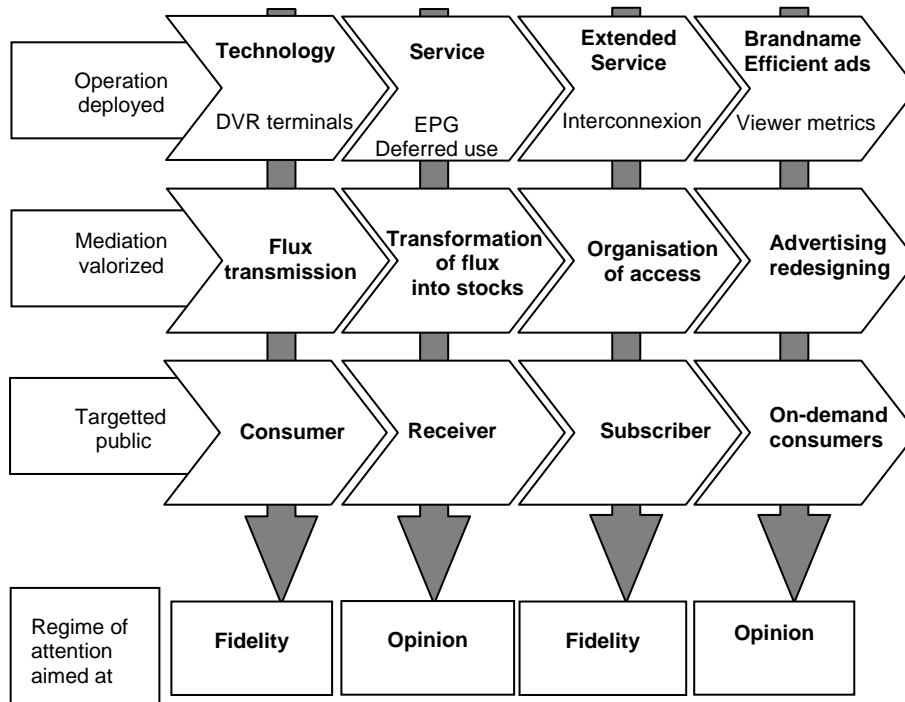 Operation
deployed
Technology
DVR terminals
Service
EPG
Deferred use
Extended
Service
Interconnexion
Brandname
Efficient ads
Viewer metrics
Mediation
valorized
Flux
transmission
Transformation
of flux
into stocks
Organisation
of access
Advertising
redesigning
Targetted
public
Consumer
Receiver
Subscriber
On-demand
consumers
Regime of
attention
aimed at
Fidelity
Opinion
Fidelity
Opinion